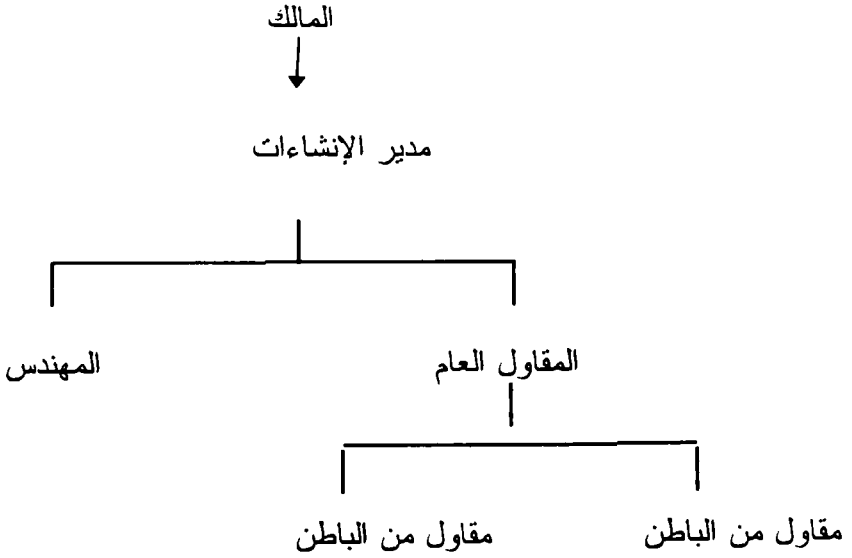 المالك
مدير الإنشاءات
المقاول العام
المهندس
مقاول من الباطن
مقاول من الباطن